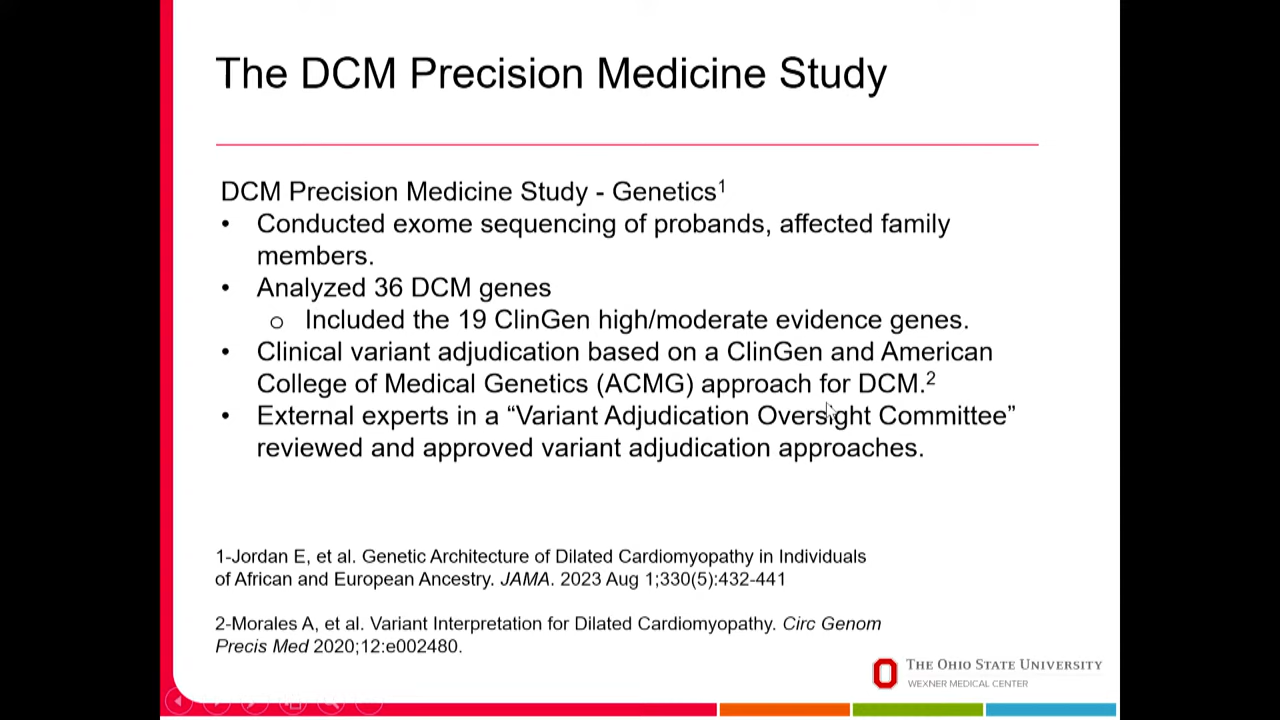 The DCM Precision Medicine Study
DCM Precision Medicine Study - Genetics¹
• Conducted exome sequencing of probands, affected family
members.
• Analyzed 36 DCM genes
o Included the 19 ClinGen high/moderate evidence genes.
• Clinical variant adjudication based on a ClinGen and American
College of Medical Genetics (ACMG) approach for DCM.²
• External experts in a “Variant Adjudication Oversight Committee”
reviewed and approved variant adjudication approaches.
1-Jordan E, et al. Genetic Architecture of Dilated Cardiomyopathy in Individuals
of African and European Ancestry. JAMA. 2023 Aug 1;330(5):432-441
2-Morales A, et al. Variant Interpretation for Dilated Cardiomyopathy. Circ Genom
Precis Med 2020;12:e002480.
THE OHIO STATE UNIVERSITY
WEXNER MEDICAL CENTER